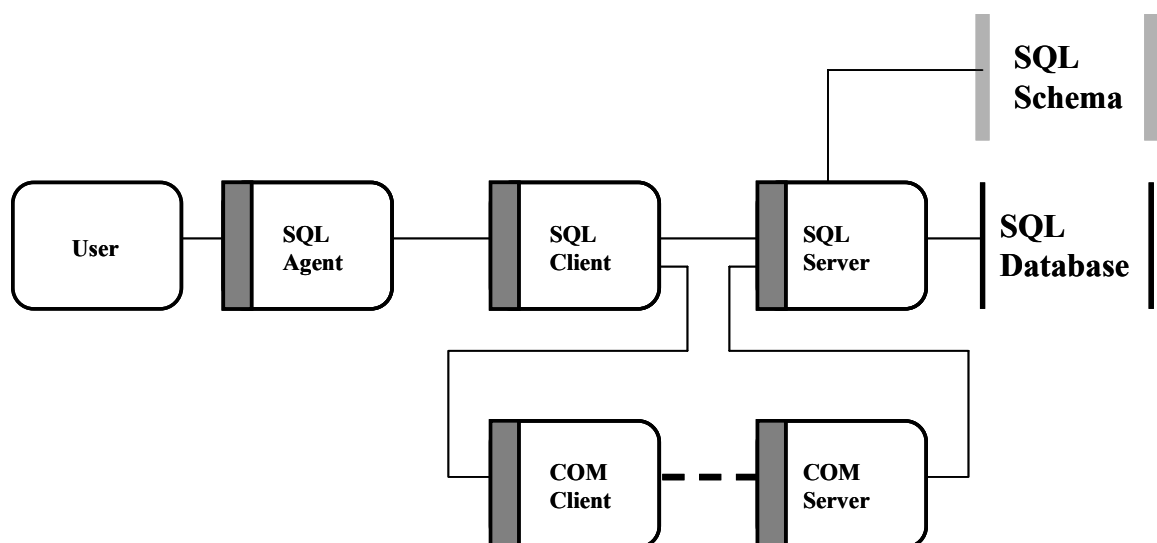 SQL
Schema
User
SQL
Agent
SQL
Client
SQL
Server
SQL
Database
COM
Client
COM
Server